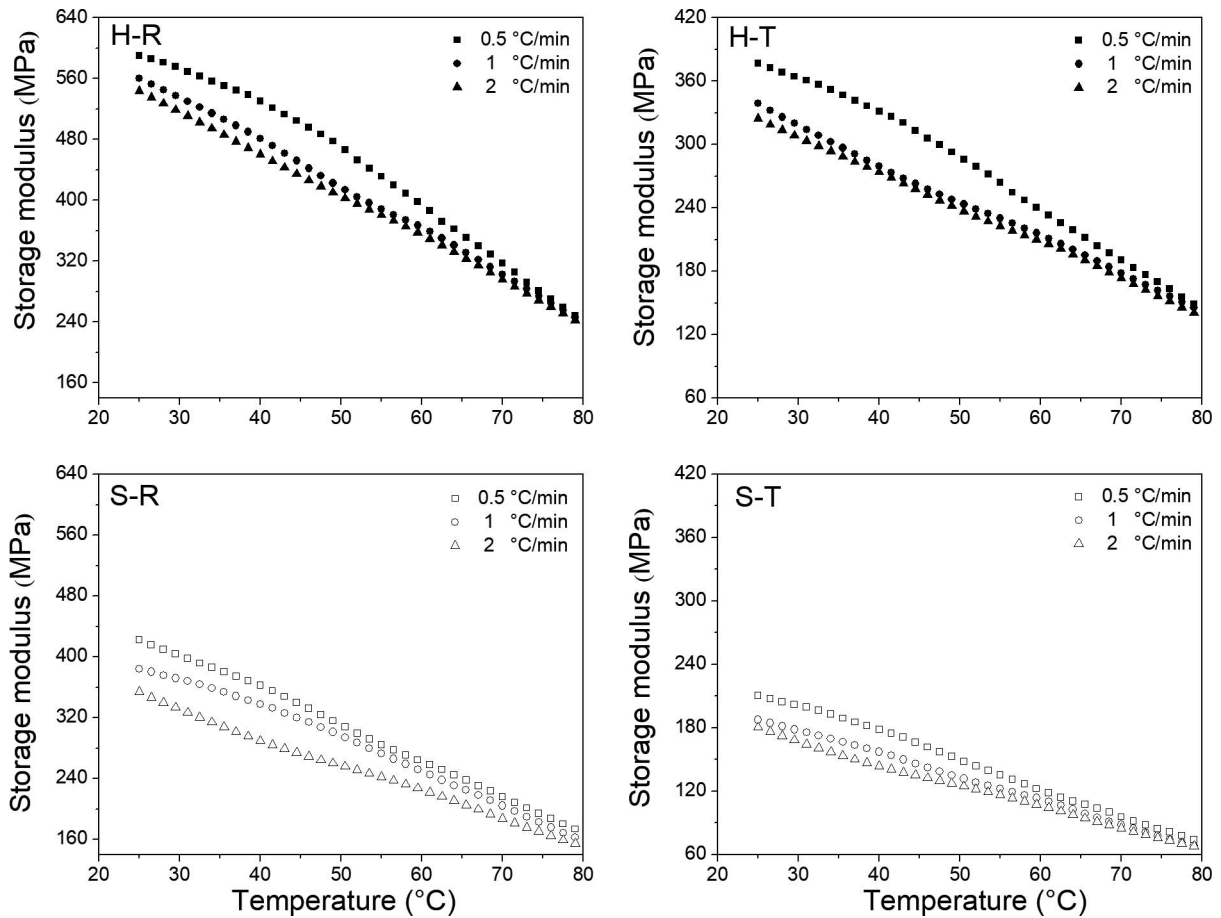 H-R
0.5 °C/min
1 °C/min
2 °C/min
Storage modulus (MPa)
640
560
480
400
320
240
160
20 30 40 50 60 70 80
H-T
0.5 °C/min
1 °C/min
2 °C/min
Storage modulus (MPa)
420
360
300
240
180
120
60
20 30 40 50 60 70 80
S-R
0.5 °C/min
1 °C/min
2 °C/min
Storage modulus (MPa)
640
560
480
400
320
240
160
20 30 40 50 60 70 80
Temperature (°C)
S-T
0.5 °C/min
1 °C/min
2 °C/min
Storage modulus (MPa)
420
360
300
240
180
120
60
20 30 40 50 60 70 80
Temperature (°C)